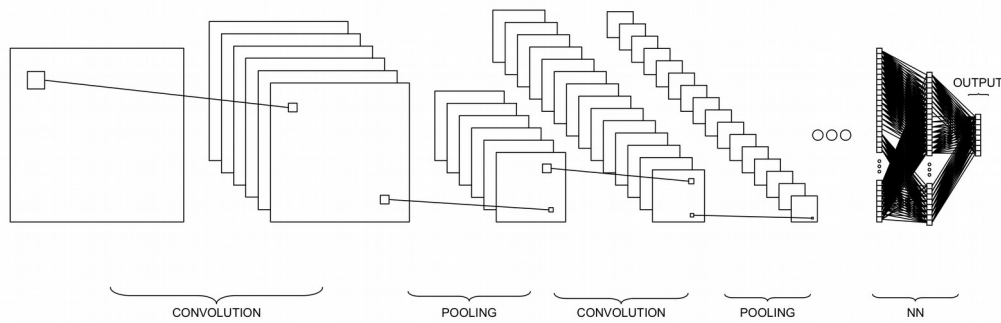 OUTPUT
CONVOLUTION
POOLING
CONVOLUTION
POOLING
NN